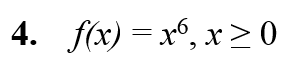 4. f(x) = x⁶, x ≥ 0